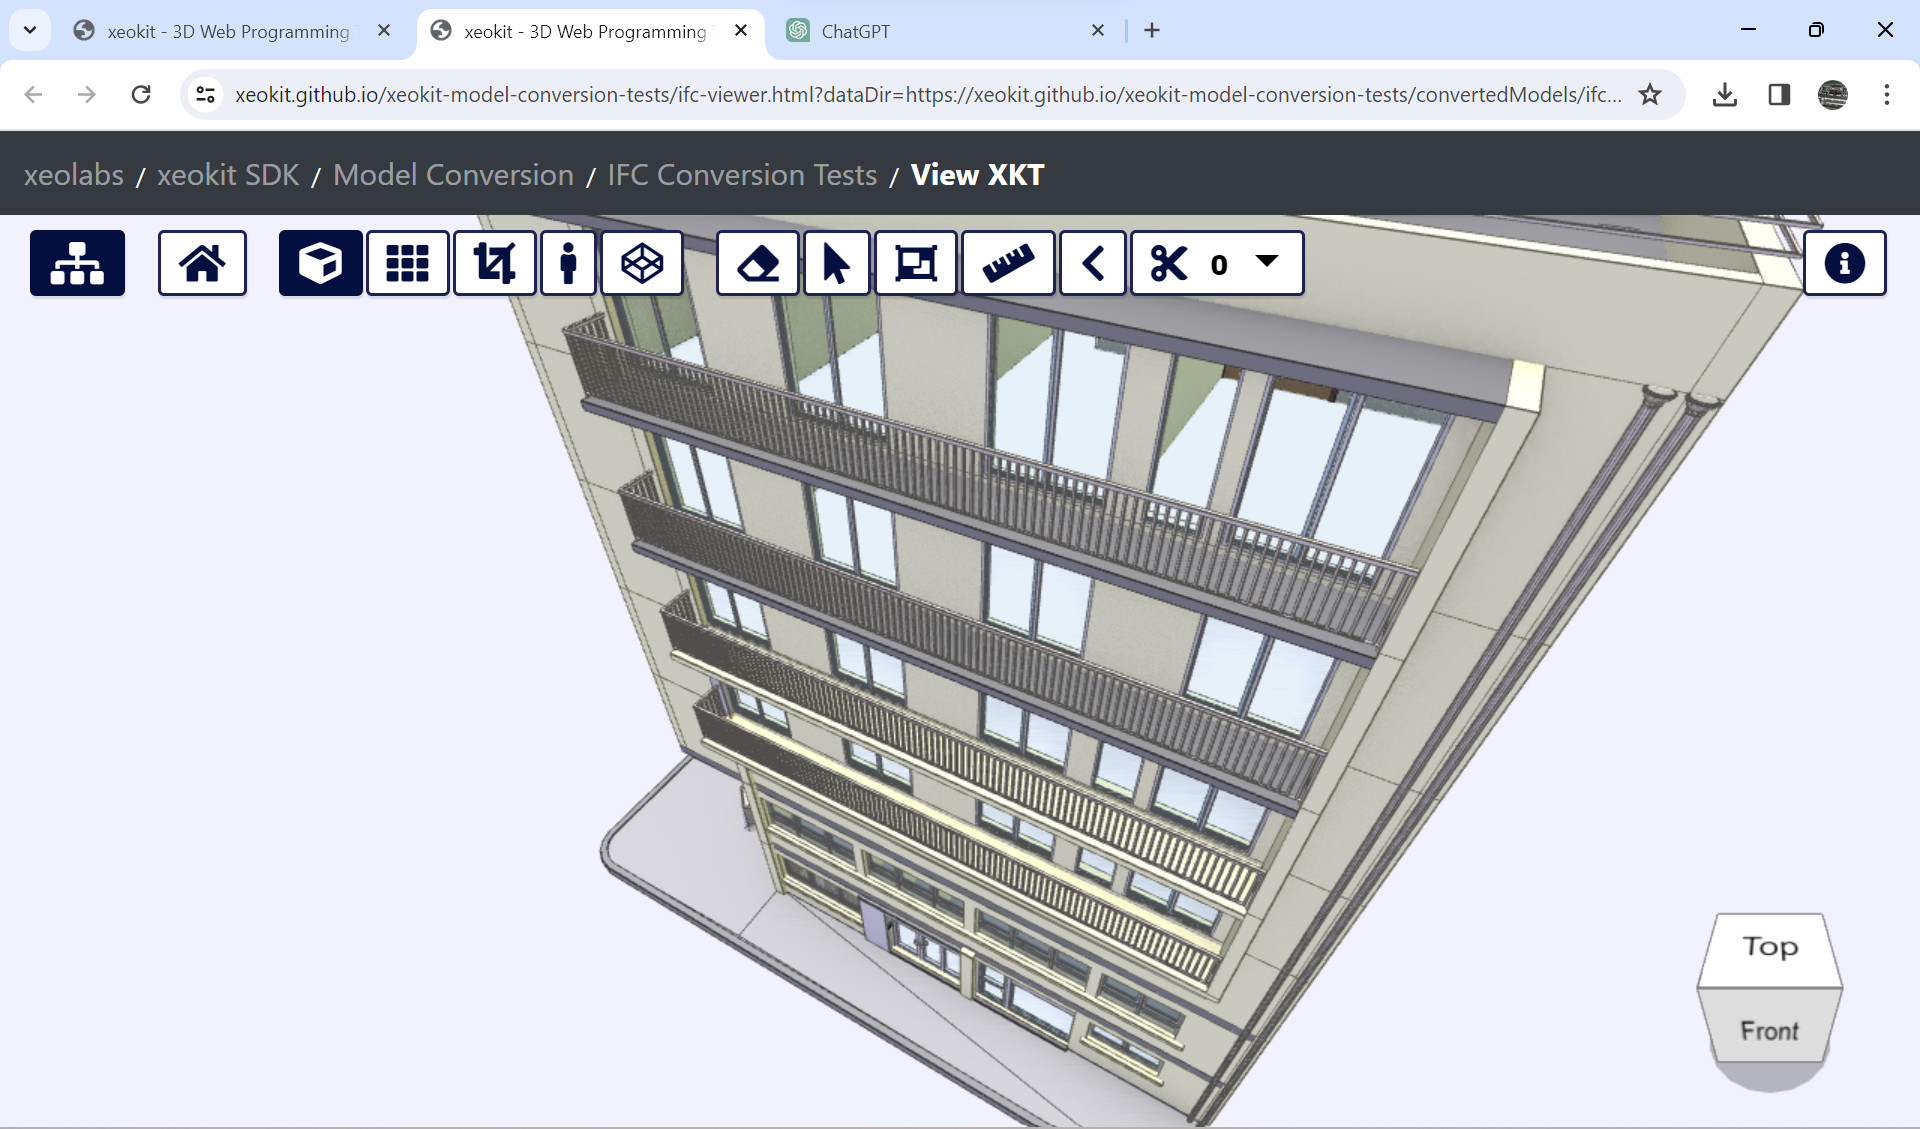 xeokit - 3D Web Programming
xeokit - 3D Web Programming
ChatGPT
xeokit.github.io/xeokit-model-conversion-tests/ifc-viewer.html?dataDir=https://xeokit.github.io/xeokit-model-conversion-tests/convertedModels/ifc...
xeolabs / xeokit SDK / Model Conversion / IFC Conversion Tests / View XKT
0
Top
Front